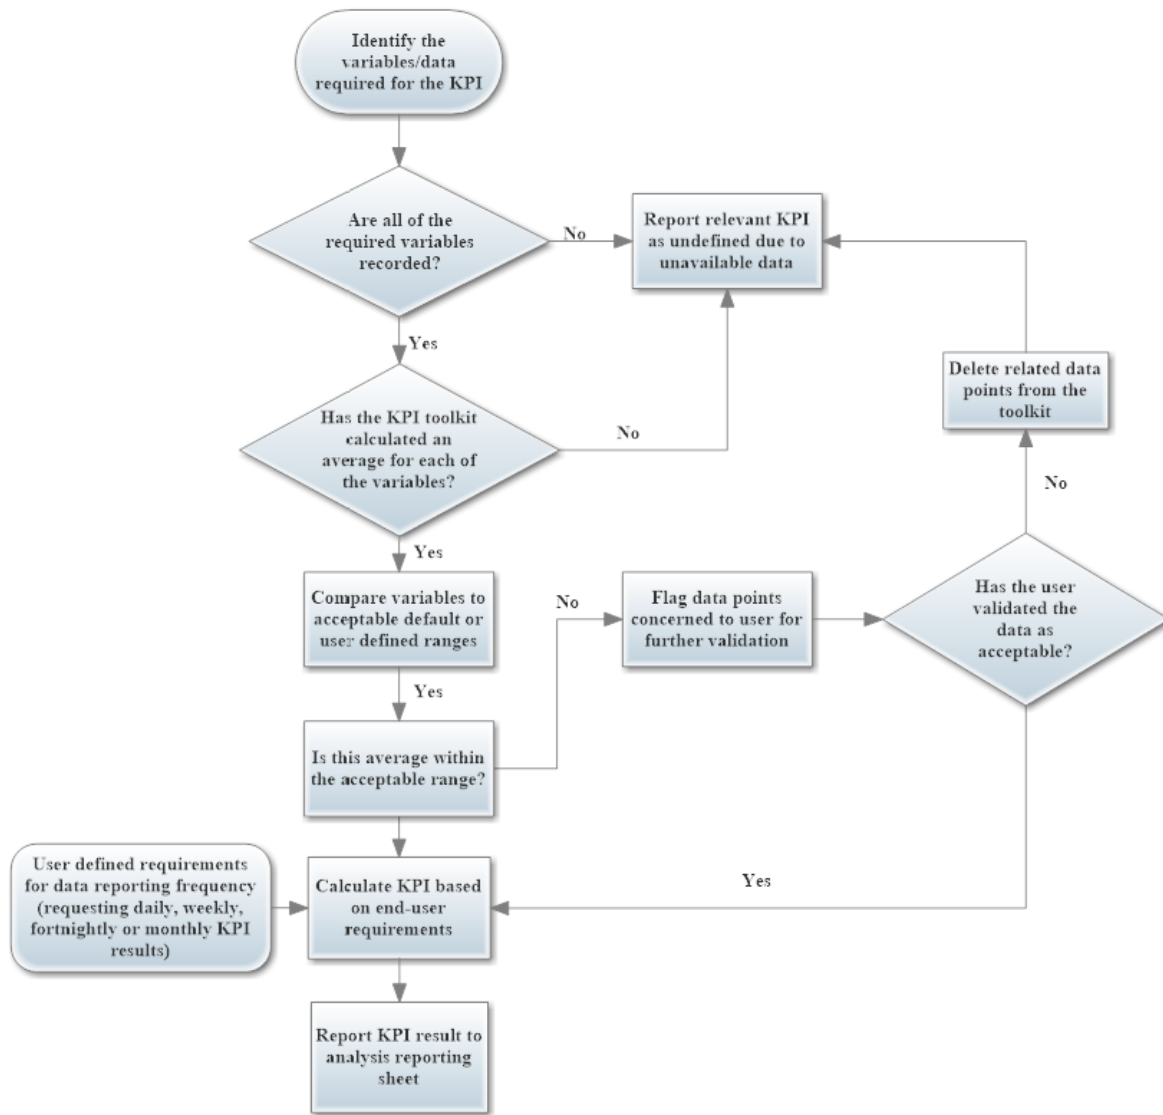 Identify the
variables/data
required for the KPI
Are all of the
required variables
recorded?
No
Report relevant KPI
as undefined due to
unavailable data
Yes
Delete related data
points from the
toolkit
Has the KPI toolkit
calculated an
average for each of
the variables?
No
No
Yes
Compare variables to
acceptable default or
user defined ranges
No
Flag data points
concerned to user for
further validation
Has the user
validated the
data as
acceptable?
Yes
Is this average within
the acceptable range?
User defined requirements
for data reporting frequency
(requesting daily, weekly,
fortnightly or monthly KPI
results)
Calculate KPI based
on end-user
requirements
Yes
Report KPI result to
analysis reporting
sheet